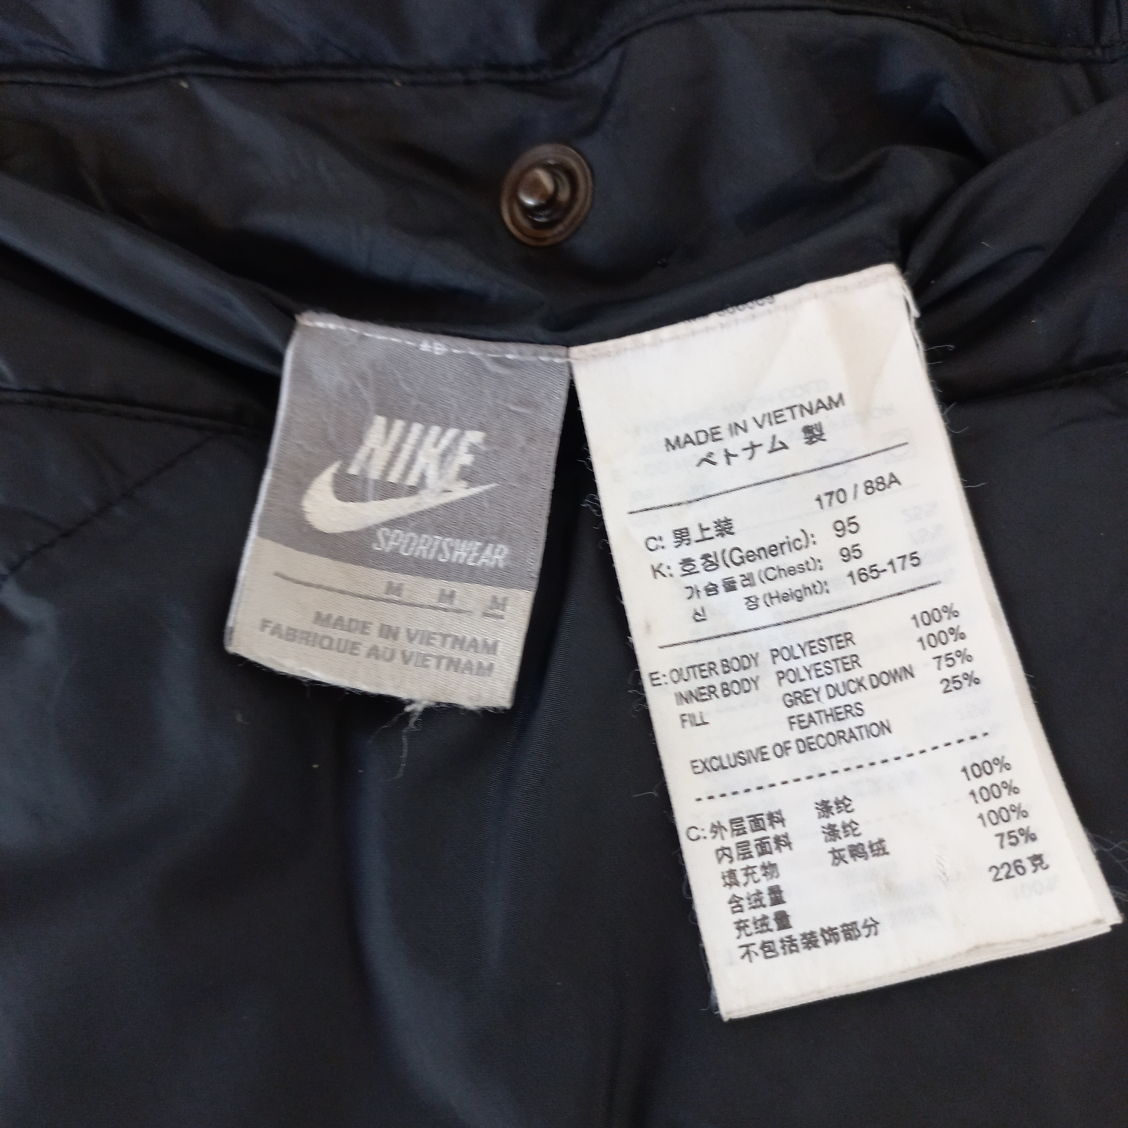 NIKE
SPORTSWEAR
M M M
MADE IN VIETNAM
FABRIQUE AU VIETNAM
MADE IN VIETNAM
ベトナム 製
C: 男上装 170 / 88A
K: 호칭(Generic): 95
가슴둘레(Chest): 95
신 장(Height): 165-175
E: OUTER BODY POLYESTER 100%
INNER BODY POLYESTER 100%
FILL GREY DUCK DOWN 75%
FEATHERS 25%
EXCLUSIVE OF DECORATION
C: 外层面料 涤纶 100%
内层面料 涤纶 100%
填充物 灰鸭绒 100%
含绒量 75%
充绒量 226克
不包括装饰部分